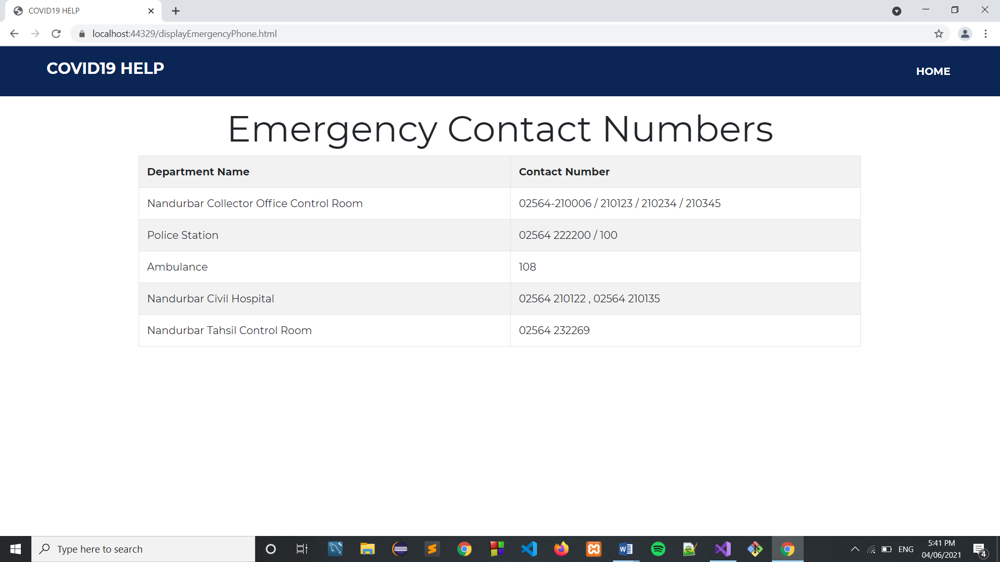 COVID19 HELP
localhost:44329/displayEmergencyPhone.html
COVID19 HELP
HOME
Emergency Contact Numbers
Department Name Contact Number
Nandurbar Collector Office Control Room 02564-210006 / 210123 / 210234 / 210345
Police Station 02564 222200 / 100
Ambulance 108
Nandurbar Civil Hospital 02564 210122 , 02564 210135
Nandurbar Tahsil Control Room 02564 232269
Type here to search
ENG
5:41 PM
04/06/2021
4